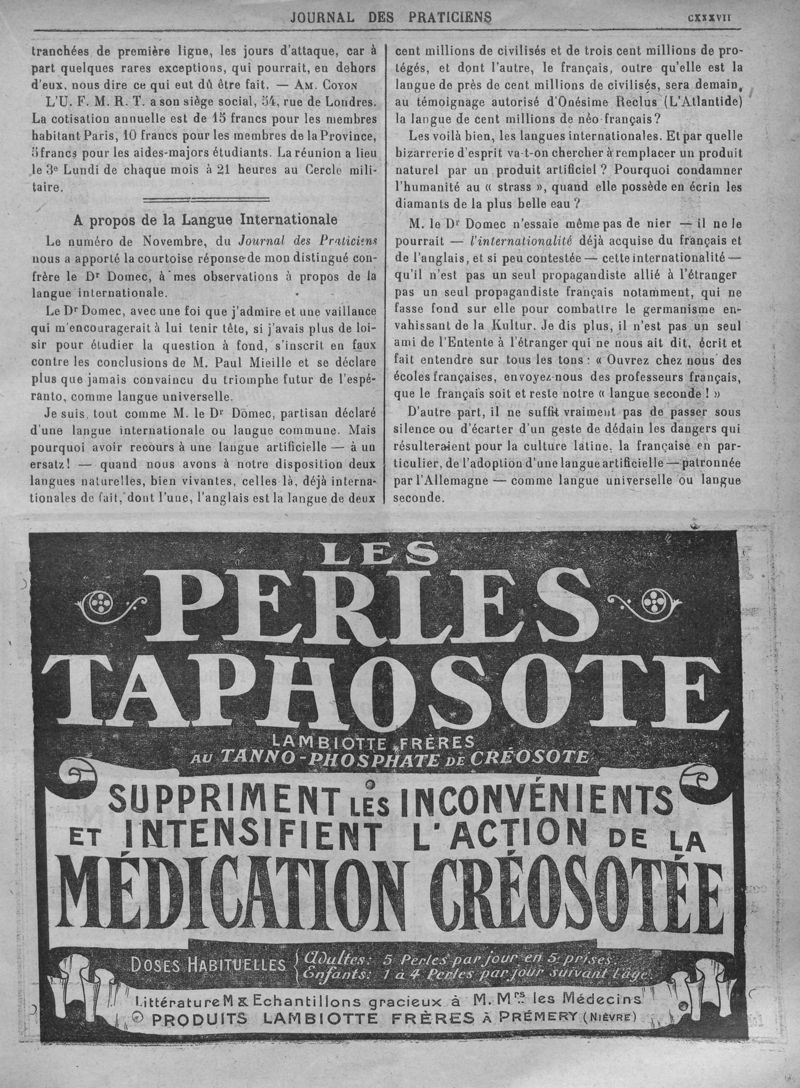 JOURNAL DES PRATICIENS
CXXXVII
tranchées de première ligne, les jours d'attaque, car à
part quelques rares exceptions, qui pourrait, en dehors
d'eux, nous dire ce qui eut dû être fait. — AM. COYON
L'U. F. M. R. T. a son siège social, 54, rue de Londres.
La cotisation annuelle est de 15 francs pour les membres
habitant Paris, 10 francs pour les membres de la Province,
5 francs pour les aides-majors étudiants. La réunion a lieu
le 3e Lundi de chaque mois à 21 heures au Cercle mili-
taire.
A propos de la Langue Internationale
Le numéro de Novembre, du Journal des Praticiens
nous a apporté la courtoise réponse de mon distingué con-
frère le Dr Domec, à mes observations à propos de la
langue internationale.
Le Dr Domec, avec une foi que j'admire et une vaillance
qui m'encouragerait à lui tenir tête, si j'avais plus de loi-
sir pour étudier la question à fond, s'inscrit en faux
contre les conclusions de M. Paul Mieille et se déclare
plus que jamais convaincu du triomphe futur de l'espé-
ranto, comme langue universelle.
Je suis, tout comme M. le Dr Domec, partisan déclaré
d'une langue internationale ou langue commune. Mais
pourquoi avoir recours à une langue artificielle — à un
ersatz! — quand nous avons à notre disposition deux
langues naturelles, bien vivantes, celles là, déjà interna-
tionales de fait, dont l'une, l'anglais est la langue de deux
cent millions de civilisés et de trois cent millions de pro-
tégés, et dont l'autre, le français, outre qu'elle est la
langue de près de cent millions de civilisés, sera demain,
au témoignage autorisé d'Onésime Reclus (L'Atlantide)
la langue de cent millions de néo-français?
Les voilà bien, les langues internationales. Et par quelle
bizarrerie d'esprit va-t-on chercher à remplacer un produit
naturel par un produit artificiel? Pourquoi condamner
l'humanité au « strass », quand elle possède en écrin les
diamants de la plus belle eau?
M. le Dr Domec n'essaie même pas de nier — il ne le
pourrait — l'internationalité déjà acquise du français et
de l'anglais, et si peu contestée — cette internationalité —
qu'il n'est pas un seul propagandiste allié à l'étranger
pas un seul propagandiste français notamment, qui ne
fasse fond sur elle pour combattre le germanisme en-
vahissant de la Kultur. Je dis plus, il n'est pas un seul
ami de l'Entente à l'étranger qui ne nous ait dit, écrit et
fait entendre sur tous les tons: « Ouvrez chez nous des
écoles françaises, envoyez-nous des professeurs français,
que le français soit et reste notre « langue seconde! »
D'autre part, il ne suffit vraiment pas de passer sous
silence ou d'écarter d'un geste de dédain les dangers qui
résulteraient pour la culture latine, la française en par-
ticulier, de l'adoption d'une langue artificielle — patronnée
par l'Allemagne — comme langue universelle ou langue
seconde.
LES
PERLES
TAPHOSOTE
LAMBIOTTE FRÈRES
AU TANNO-PHOSPHATE DE CRÉOSOTE
SUPPRIMENT LES INCONVÉNIENTS
ET INTENSIFIENT L'ACTION DE LA
MÉDICATION CRÉOSOTÉE
DOSES HABITUELLES { Adultes: 5 Perles par jour en 5 prises.
Enfants: 1 à 4 Perles par jour suivant l'âge.
Littérature M & Echantillons gracieux à M. Mrs les Médecins
PRODUITS LAMBIOTTE FRÈRES À PRÉMERY (NIÈVRE)